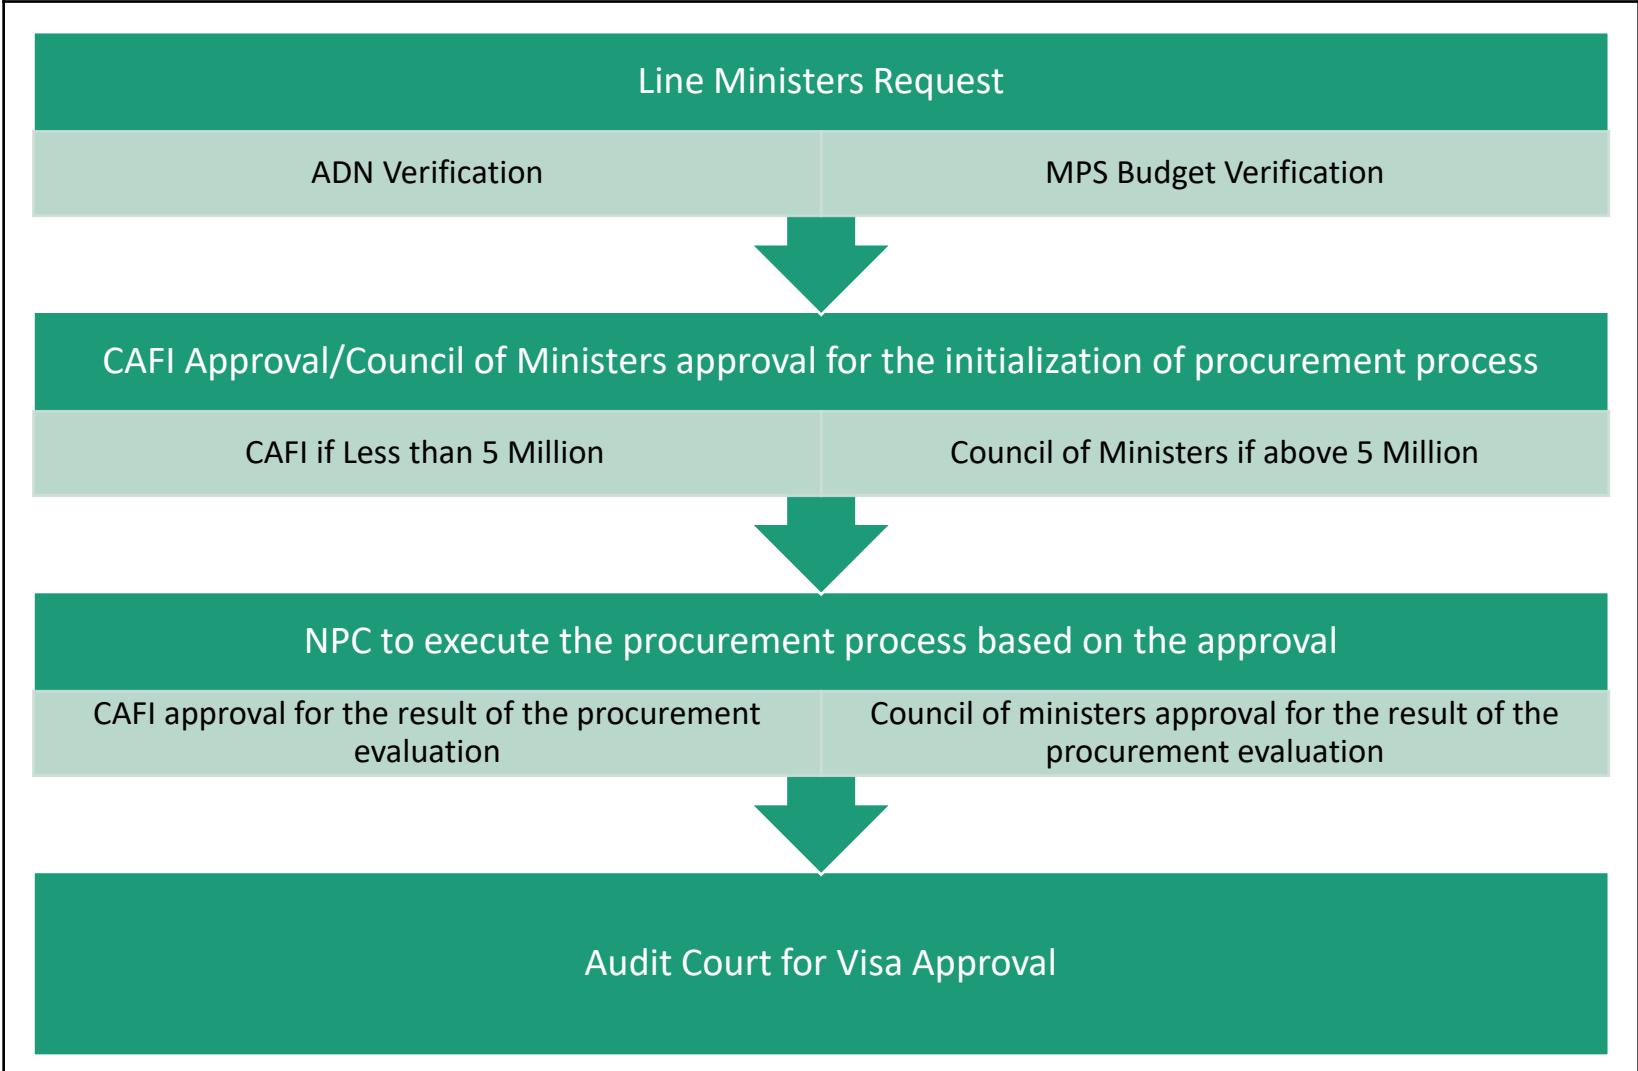 Line Ministers Request
ADN Verification
MPS Budget Verification
CAFI Approval/Council of Ministers approval for the initialization of procurement process
CAFI if Less than 5 Million
Council of Ministers if above 5 Million
NPC to execute the procurement process based on the approval
CAFI approval for the result of the procurement
evaluation
Council of ministers approval for the result of the
procurement evaluation
Audit Court for Visa Approval